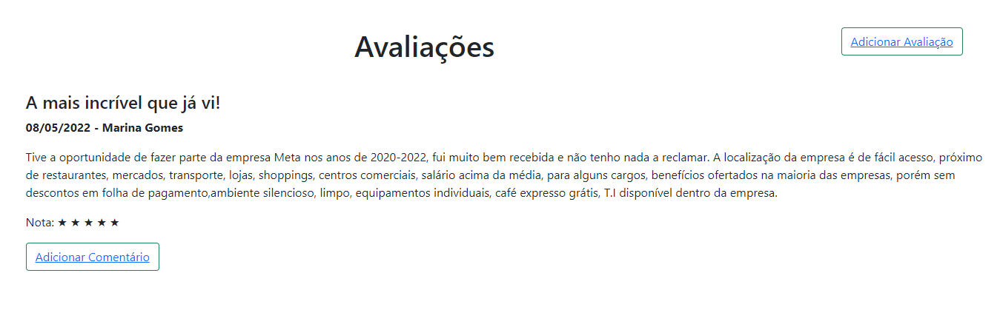 Avaliações
Adicionar Avaliação
A mais incrível que já vi!
08/05/2022 - Marina Gomes
Tive a oportunidade de fazer parte da empresa Meta nos anos de 2020-2022, fui muito bem recebida e não tenho nada a reclamar. A localização da empresa é de fácil acesso, próximo
de restaurantes, mercados, transporte, lojas, shoppings, centros comerciais, salário acima da média, para alguns cargos, benefícios ofertados na maioria das empresas, porém sem
descontos em folha de pagamento,ambiente silencioso, limpo, equipamentos individuais, café expresso grátis, T.I disponível dentro da empresa.
Nota: ★ ★ ★ ★ ★
Adicionar Comentário